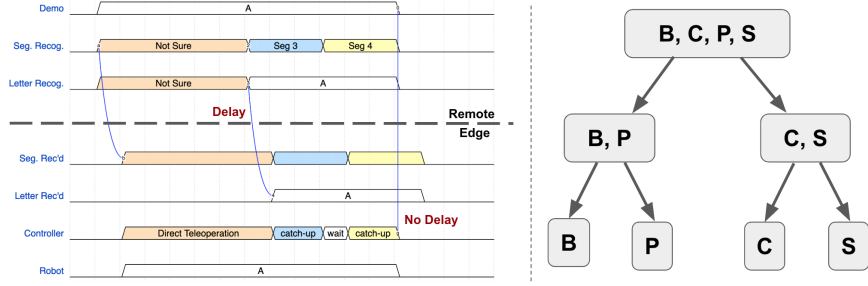 Demo
A
Seg. Recog.
Not Sure
Seg 3
Seg 4
Letter Recog.
Not Sure
A
Delay
Remote
Edge
Seg. Rec'd
Letter Rec'd
A
No Delay
Controller
Direct Teleoperation
catch-up
wait
catch-up
Robot
A
B, C, P, S
B, P
C, S
B
P
C
S